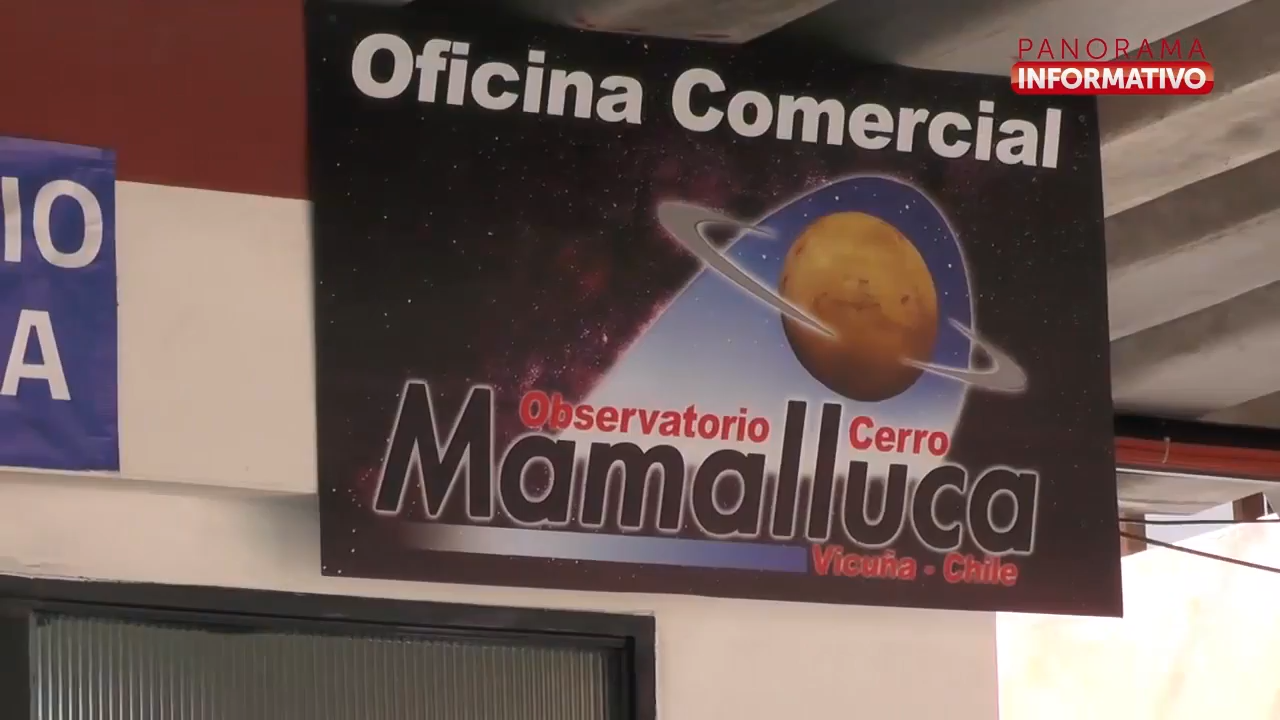 PANORAMA
INFORMATIVO
Oficina Comercial
IO
A
Observatorio Cerro
Mamalluca
Vicuña - Chile